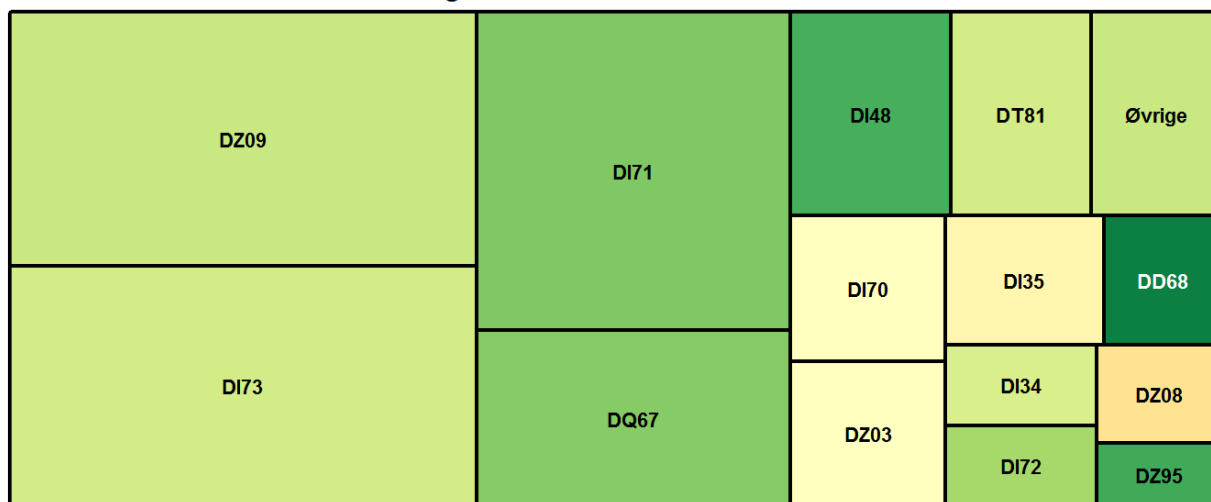 DZ09
DI71
DI48
DT81
Øvrige
DI70
DI35
DD68
DI73
DQ67
DZ03
DI34
DZ08
DI72
DZ95